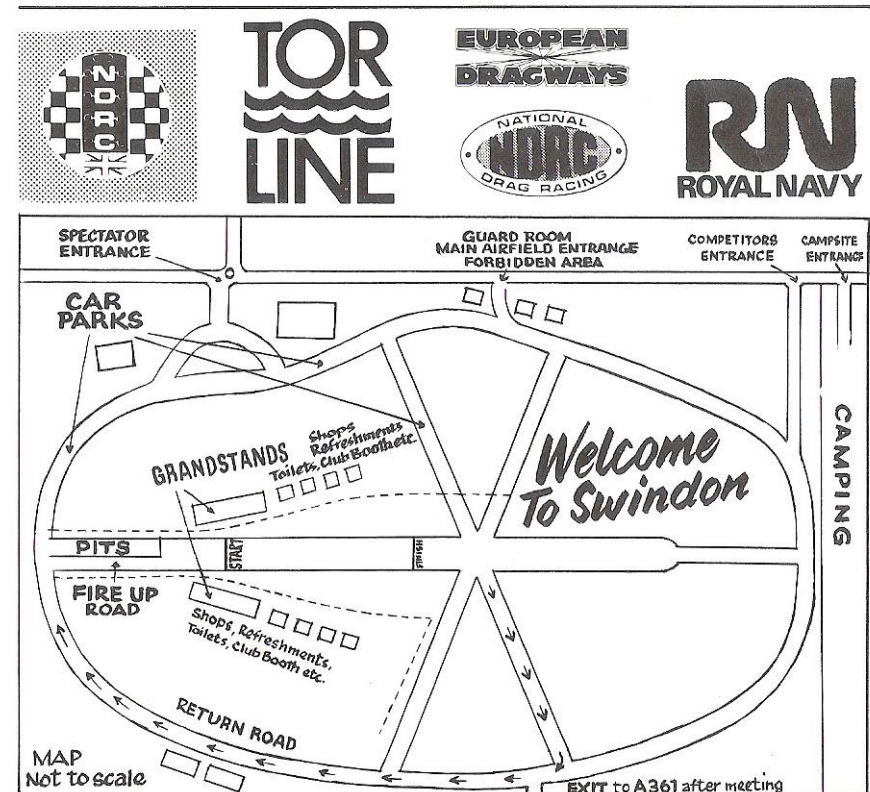 NDRC
TOR
LINE
EUROPEAN
DRAGWAYS
NATIONAL
NDRC
DRAG RACING
RN
ROYAL NAVY
SPECTATOR
ENTRANCE
GUARD ROOM
MAIN AIRFIELD ENTRANCE
FORBIDDEN AREA
COMPETITORS
ENTRANCE
CAMPSITE
ENTRANCE
CAR
PARKS
CAMPING
GRANDSTANDS
Shops
Refreshments
Toilets, Club Booth etc.
Welcome
To Swindon
PITS
START
FINISH
FIRE UP
ROAD
Shops, Refreshments,
Toilets, Club Booth etc.
RETURN ROAD
MAP
Not to scale
EXIT to A361 after meeting